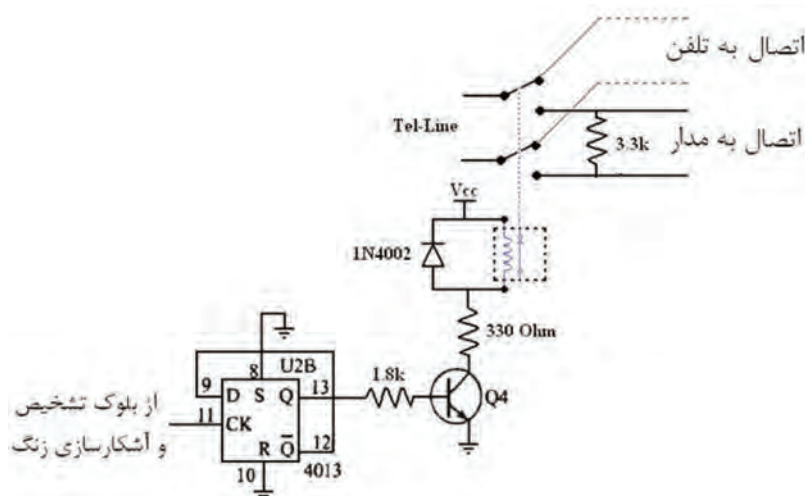 اتصال به تلفن
Tel-Line
اتصال به مدار
3.3k
Vcc
1N4002
330 Ohm
8
U2B
9
D
S
Q
13
1.8k
Q4
از بلوک تشخیص
و آشکارسازی زنگ
11
CK
R
Q
12
10
4013